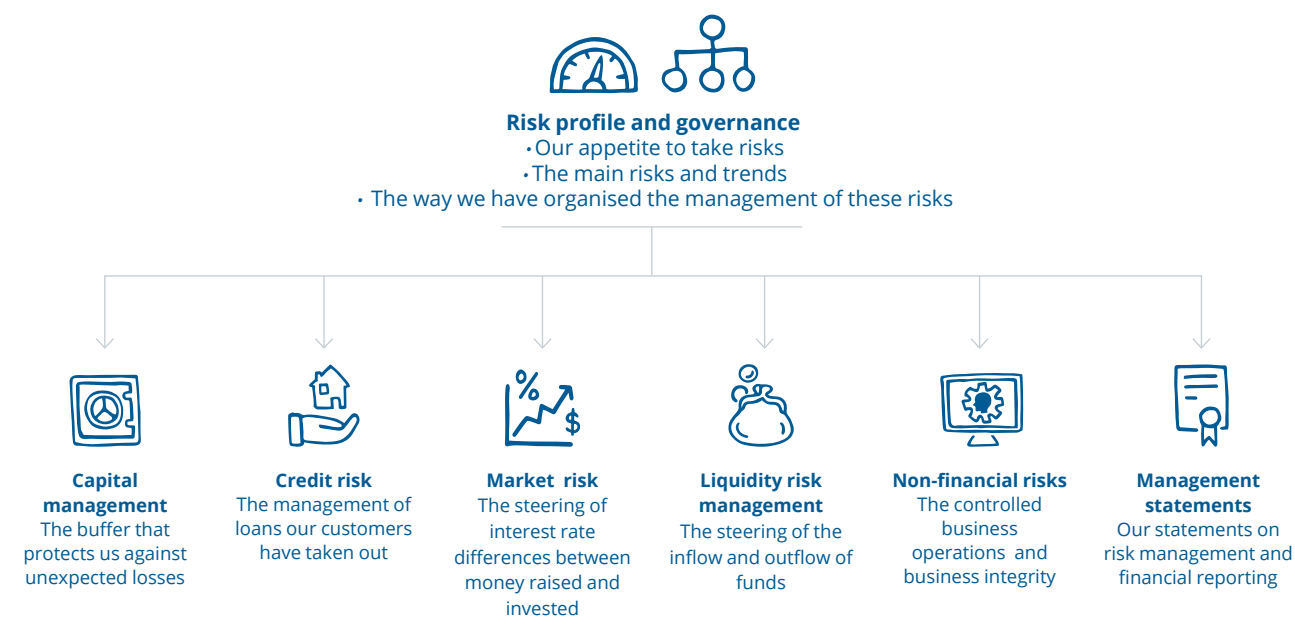 Risk profile and governance
• Our appetite to take risks
• The main risks and trends
• The way we have organised the management of these risks
%
$
Capital
management
The buffer that
protects us against
unexpected losses
Credit risk
The management of
loans our customers
have taken out
Market risk
The steering of
interest rate
differences between
money raised and
invested
Liquidity risk
management
The steering of the
inflow and outflow of
funds
Non-financial risks
The controlled
business
operations and
business integrity
Management
statements
Our statements on
risk management and
financial reporting